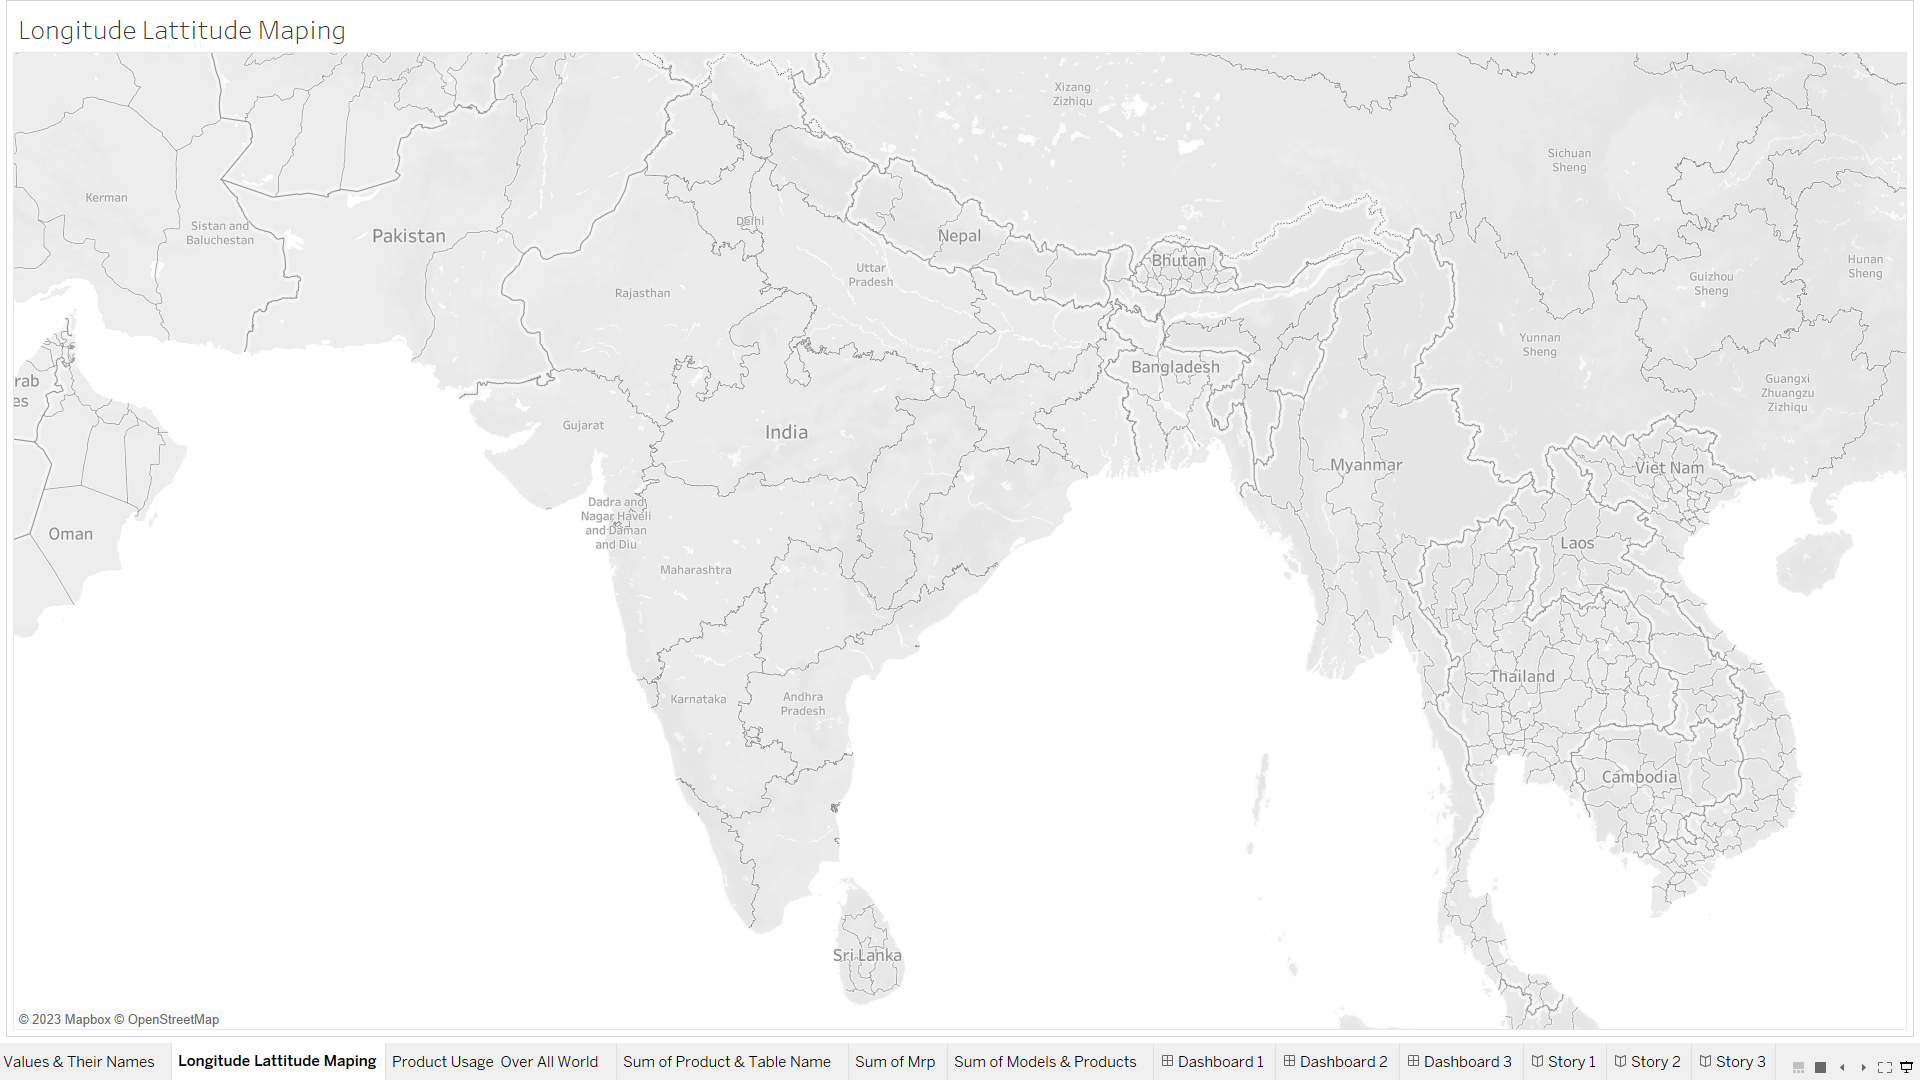 Longitude Lattitude Maping
Xizang
Zizhiqu
Sichuan
Sheng
Kerman
Sistan and
Baluchestan
Pakistan
Delhi
Nepal
Bhutan
Uttar
Pradesh
Rajasthan
Guizhou
Sheng
Hunan
Sheng
Yunnan
Sheng
Bangladesh
rab
es
Guangxi
Zhuangzu
Zizhiqu
Gujarat
India
Myanmar
Viet Nam
Dadra and
Nagar Haveli
and Daman
and Diu
Oman
Laos
Maharashtra
Thailand
Karnataka
Andhra
Pradesh
Cambodia
Sri Lanka
© 2023 Mapbox © OpenStreetMap
Values & Their Names Longitude Lattitude Maping Product Usage Over All World Sum of Product & Table Name Sum of Mrp Sum of Models & Products Dashboard 1 Dashboard 2 Dashboard 3 Story 1 Story 2 Story 3